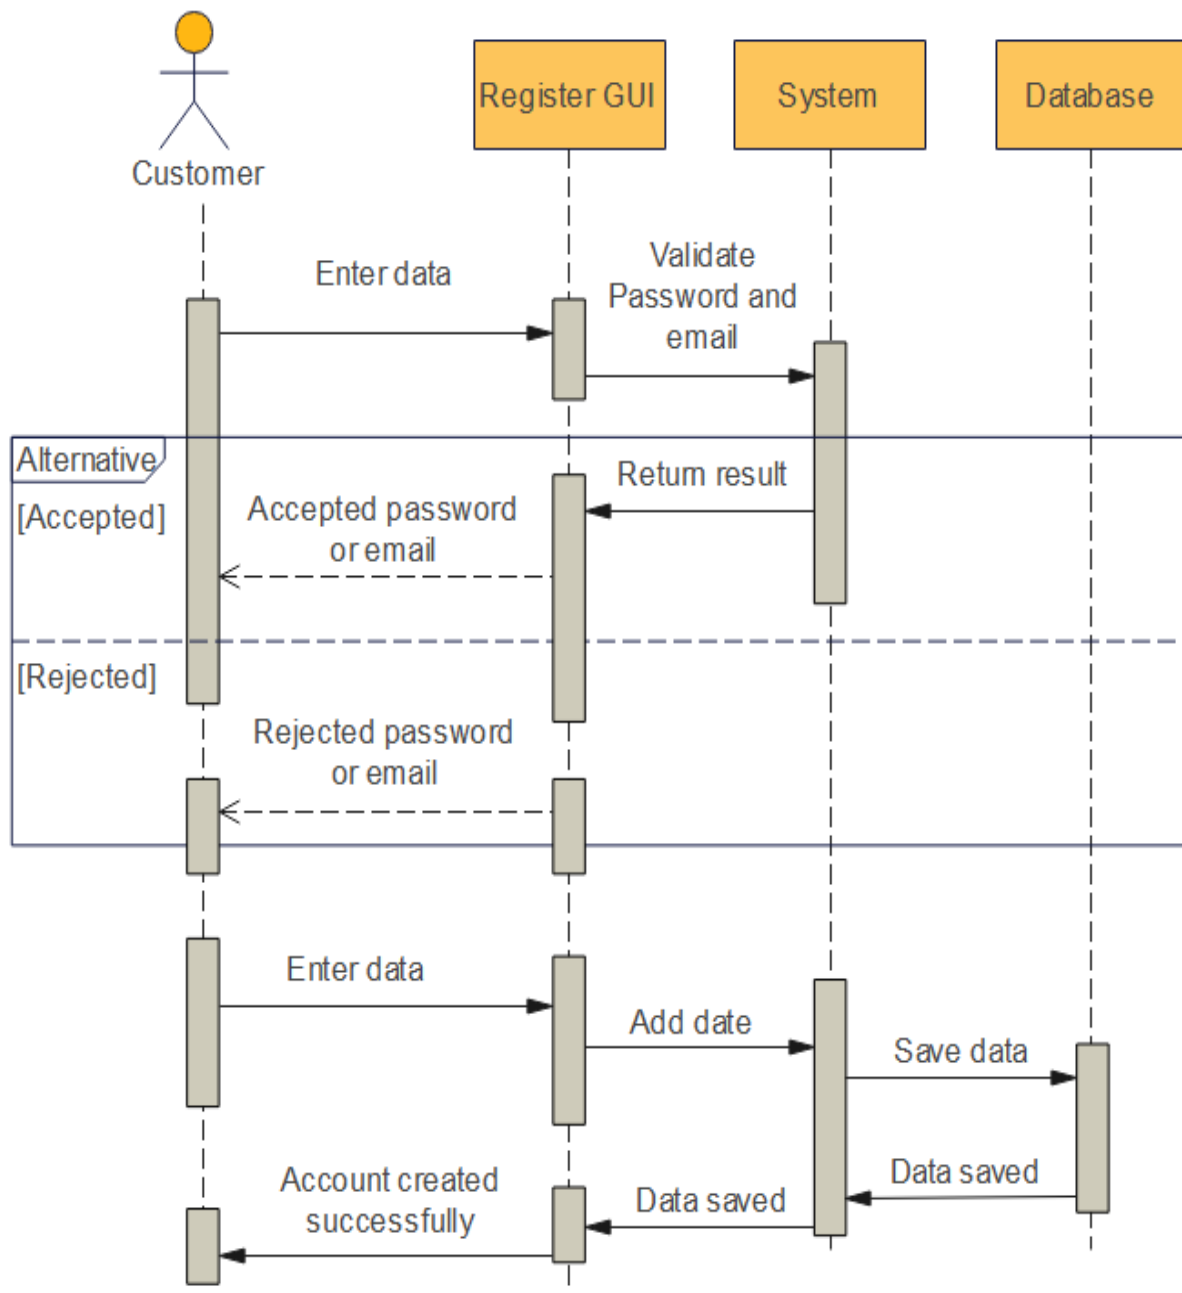 Customer
Register GUI
System
Database
Enter data
Validate
Password and
email
Alternative
[Accepted]
Return result
Accepted password
or email
[Rejected]
Rejected password
or email
Enter data
Add date
Save data
Data saved
Data saved
Account created
successfully